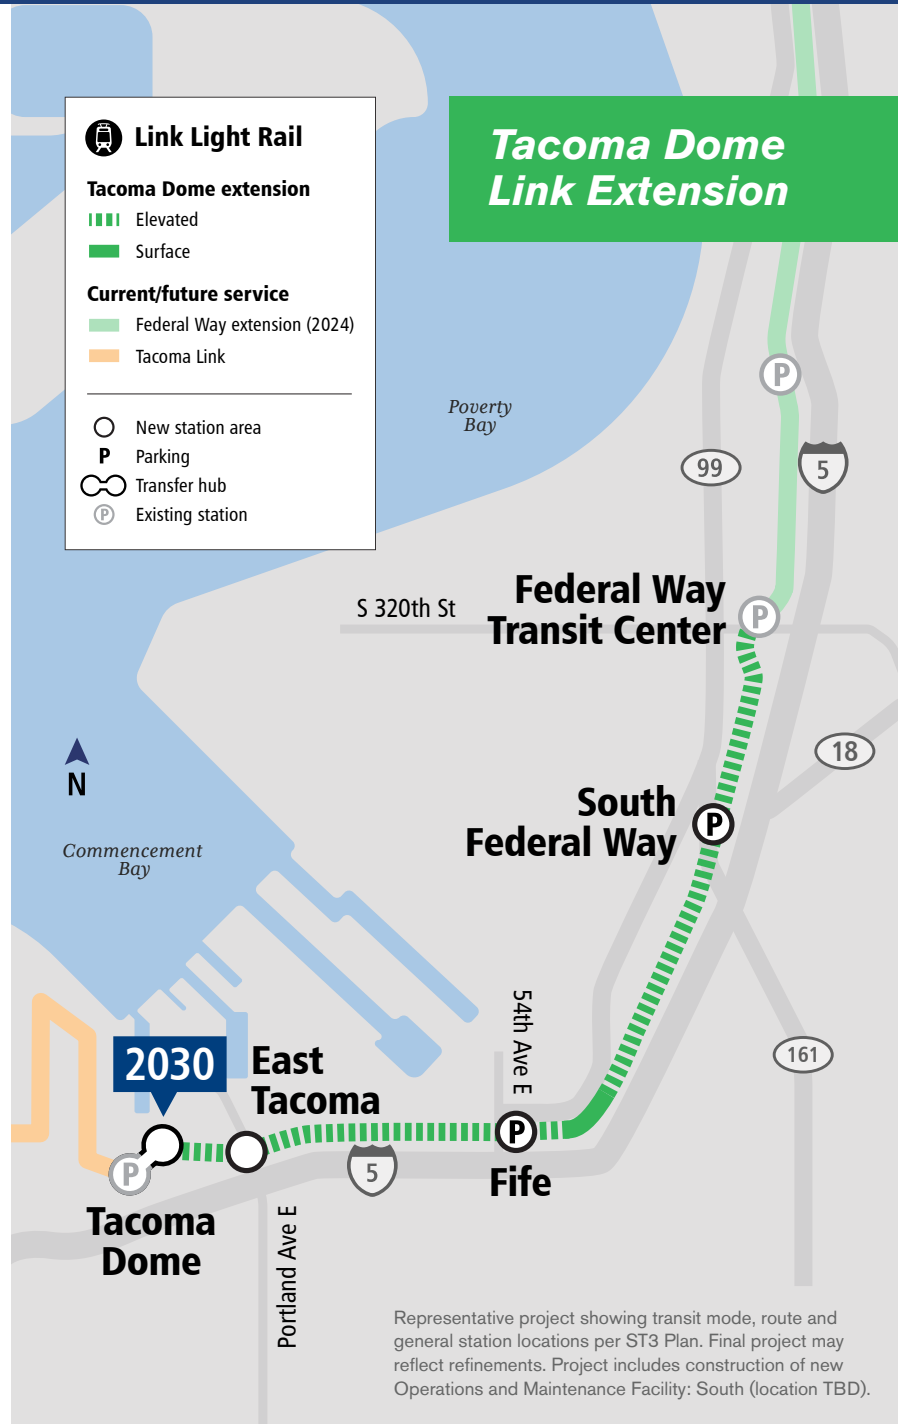 Tacoma Dome
Link Extension
Link Light Rail
Tacoma Dome extension
Elevated
Surface
Current/future service
Federal Way extension (2024)
Tacoma Link
New station area
P Parking
Transfer hub
P Existing station
Poverty
Bay
P
99
5
S 320th St
Federal Way
Transit Center
P
18
N
South
Federal Way
P
Commencement
Bay
54th Ave E
161
2030
East
Tacoma
P
Fife
P
5
Tacoma
Dome
Portland Ave E
Representative project showing transit mode, route and
general station locations per ST3 Plan. Final project may
reflect refinements. Project includes construction of new
Operations and Maintenance Facility: South (location TBD).